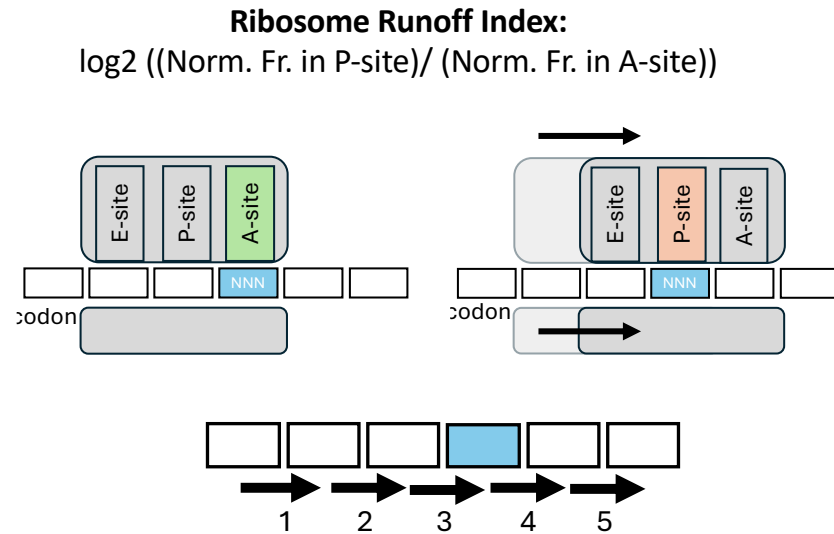 Ribosome Runoff Index:
log2 ((Norm. Fr. in P-site)/ (Norm. Fr. in A-site))
E-site
P-site
A-site
NNN
codon
E-site
P-site
A-site
NNN
codon
1
2
3
4
5